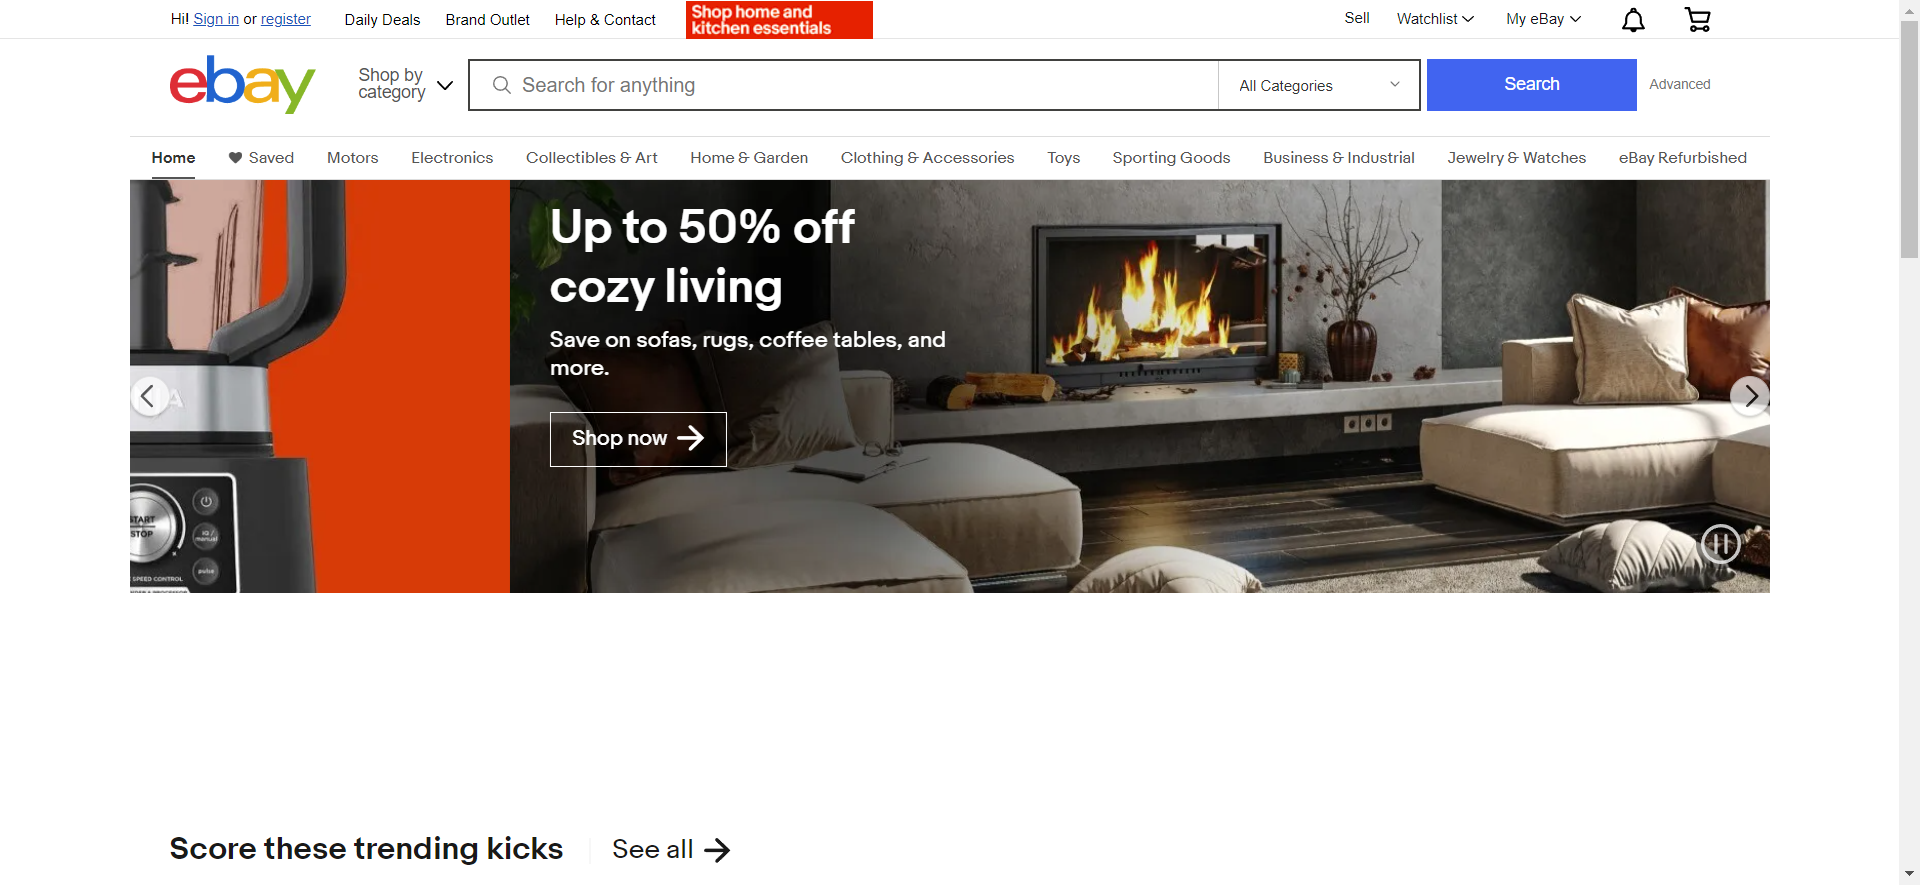 Hi! Sign in or register
Daily Deals
Brand Outlet
Help & Contact
Shop home and
kitchen essentials
Sell
Watchlist
My eBay
ebay
Shop by
category
Search for anything
All Categories
Search
Advanced
Home
Saved
Motors
Electronics
Collectibles & Art
Home & Garden
Clothing & Accessories
Toys
Sporting Goods
Business & Industrial
Jewelry & Watches
eBay Refurbished
Up to 50% off
cozy living
Save on sofas, rugs, coffee tables, and
more.
Shop now
START
STOP
IQ /
manual
pulse
SPEED CONTROL
Score these trending kicks
See all